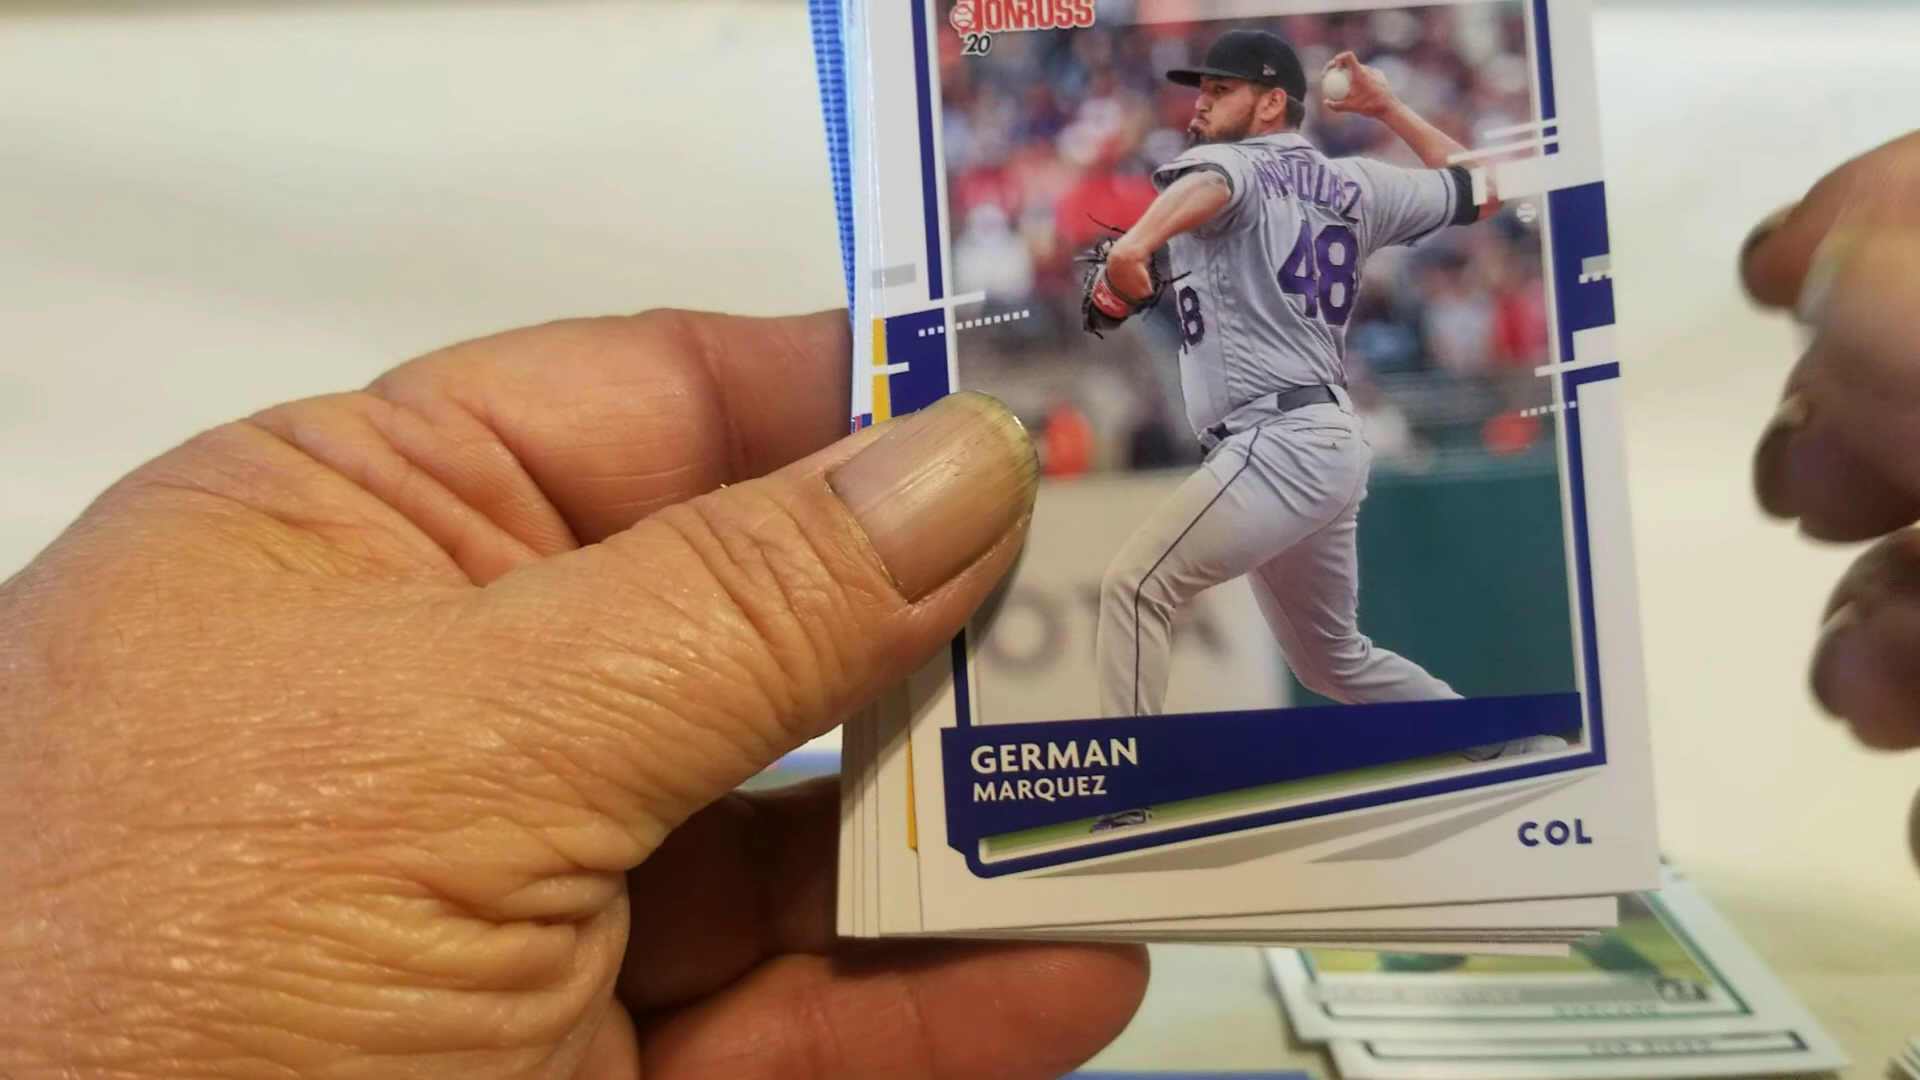 DONRUSS
'20
MARQUEZ
48
48
GERMAN
MARQUEZ
COL